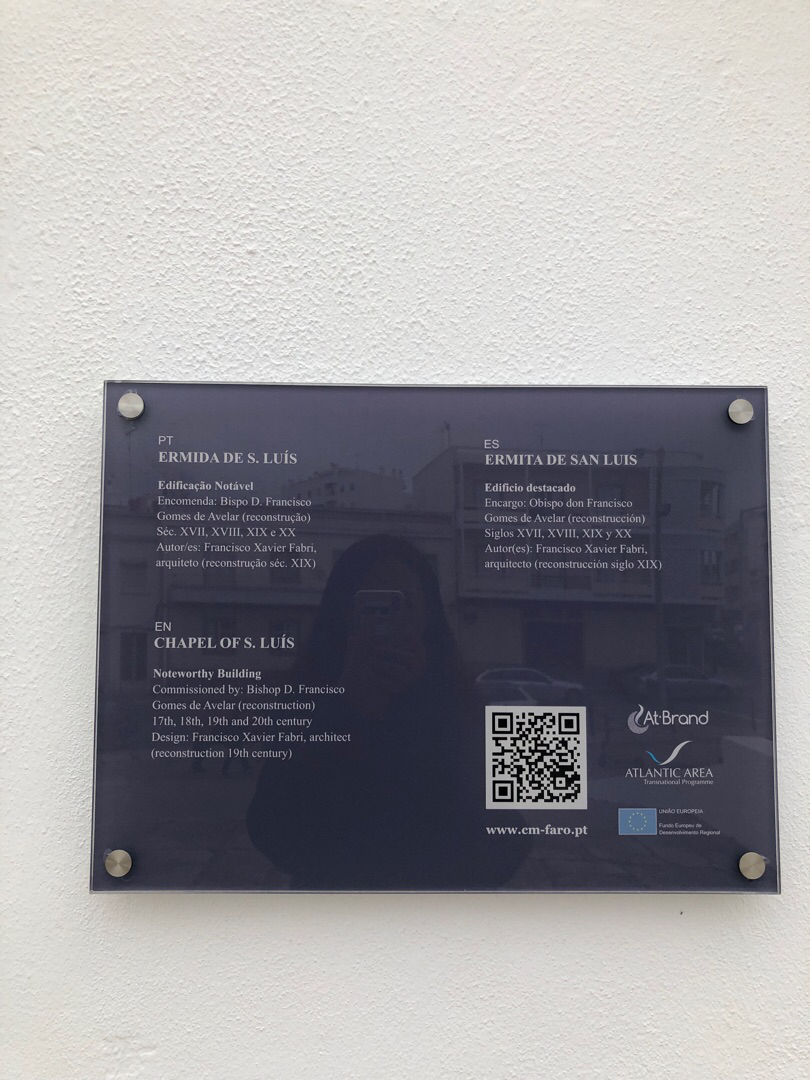 PT
ERMIDA DE S. LUÍS
Edificação Notável
Encomenda: Bispo D. Francisco
Gomes de Avelar (reconstrução)
Séc. XVII, XVIII, XIX e XX
Autor/es: Francisco Xavier Fabri,
arquiteto (reconstrução séc. XIX)
ES
ERMITA DE SAN LUIS
Edificio destacado
Encargo: Obispo don Francisco
Gomes de Avelar (reconstrucción)
Siglos XVII, XVIII, XIX y XX
Autor(es): Francisco Xavier Fabri,
arquitecto (reconstrucción siglo XIX)
EN
CHAPEL OF S. LUÍS
Noteworthy Building
Commissioned by: Bishop D. Francisco
Gomes de Avelar (reconstruction)
17th, 18th, 19th and 20th century
Design: Francisco Xavier Fabri, architect
(reconstruction 19th century)
www.cm-faro.pt
At·Brand
ATLANTIC AREA
Transnational Programme
UNIÃO EUROPEIA
Fundo Europeu de
Desenvolvimento Regional